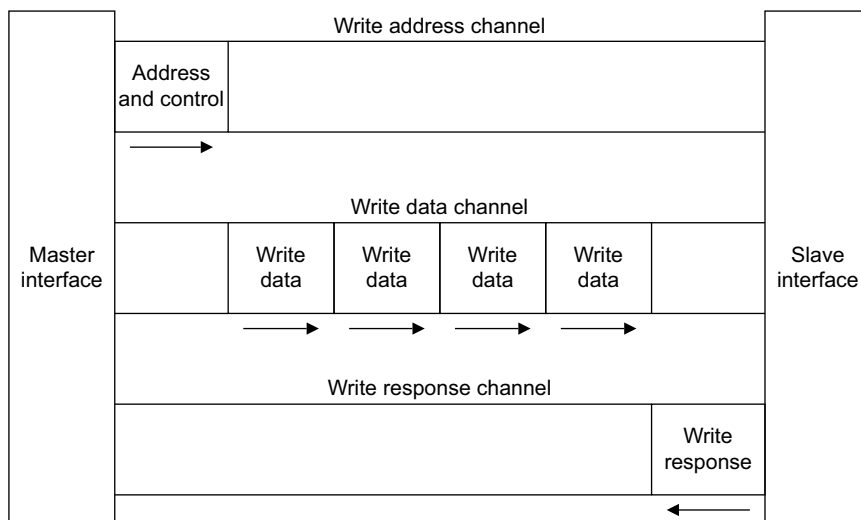 Write address channel
Address
and control
Write data channel
Master
interface
Write
data
Write
data
Write
data
Write
data
Slave
interface
Write response channel
Write
response